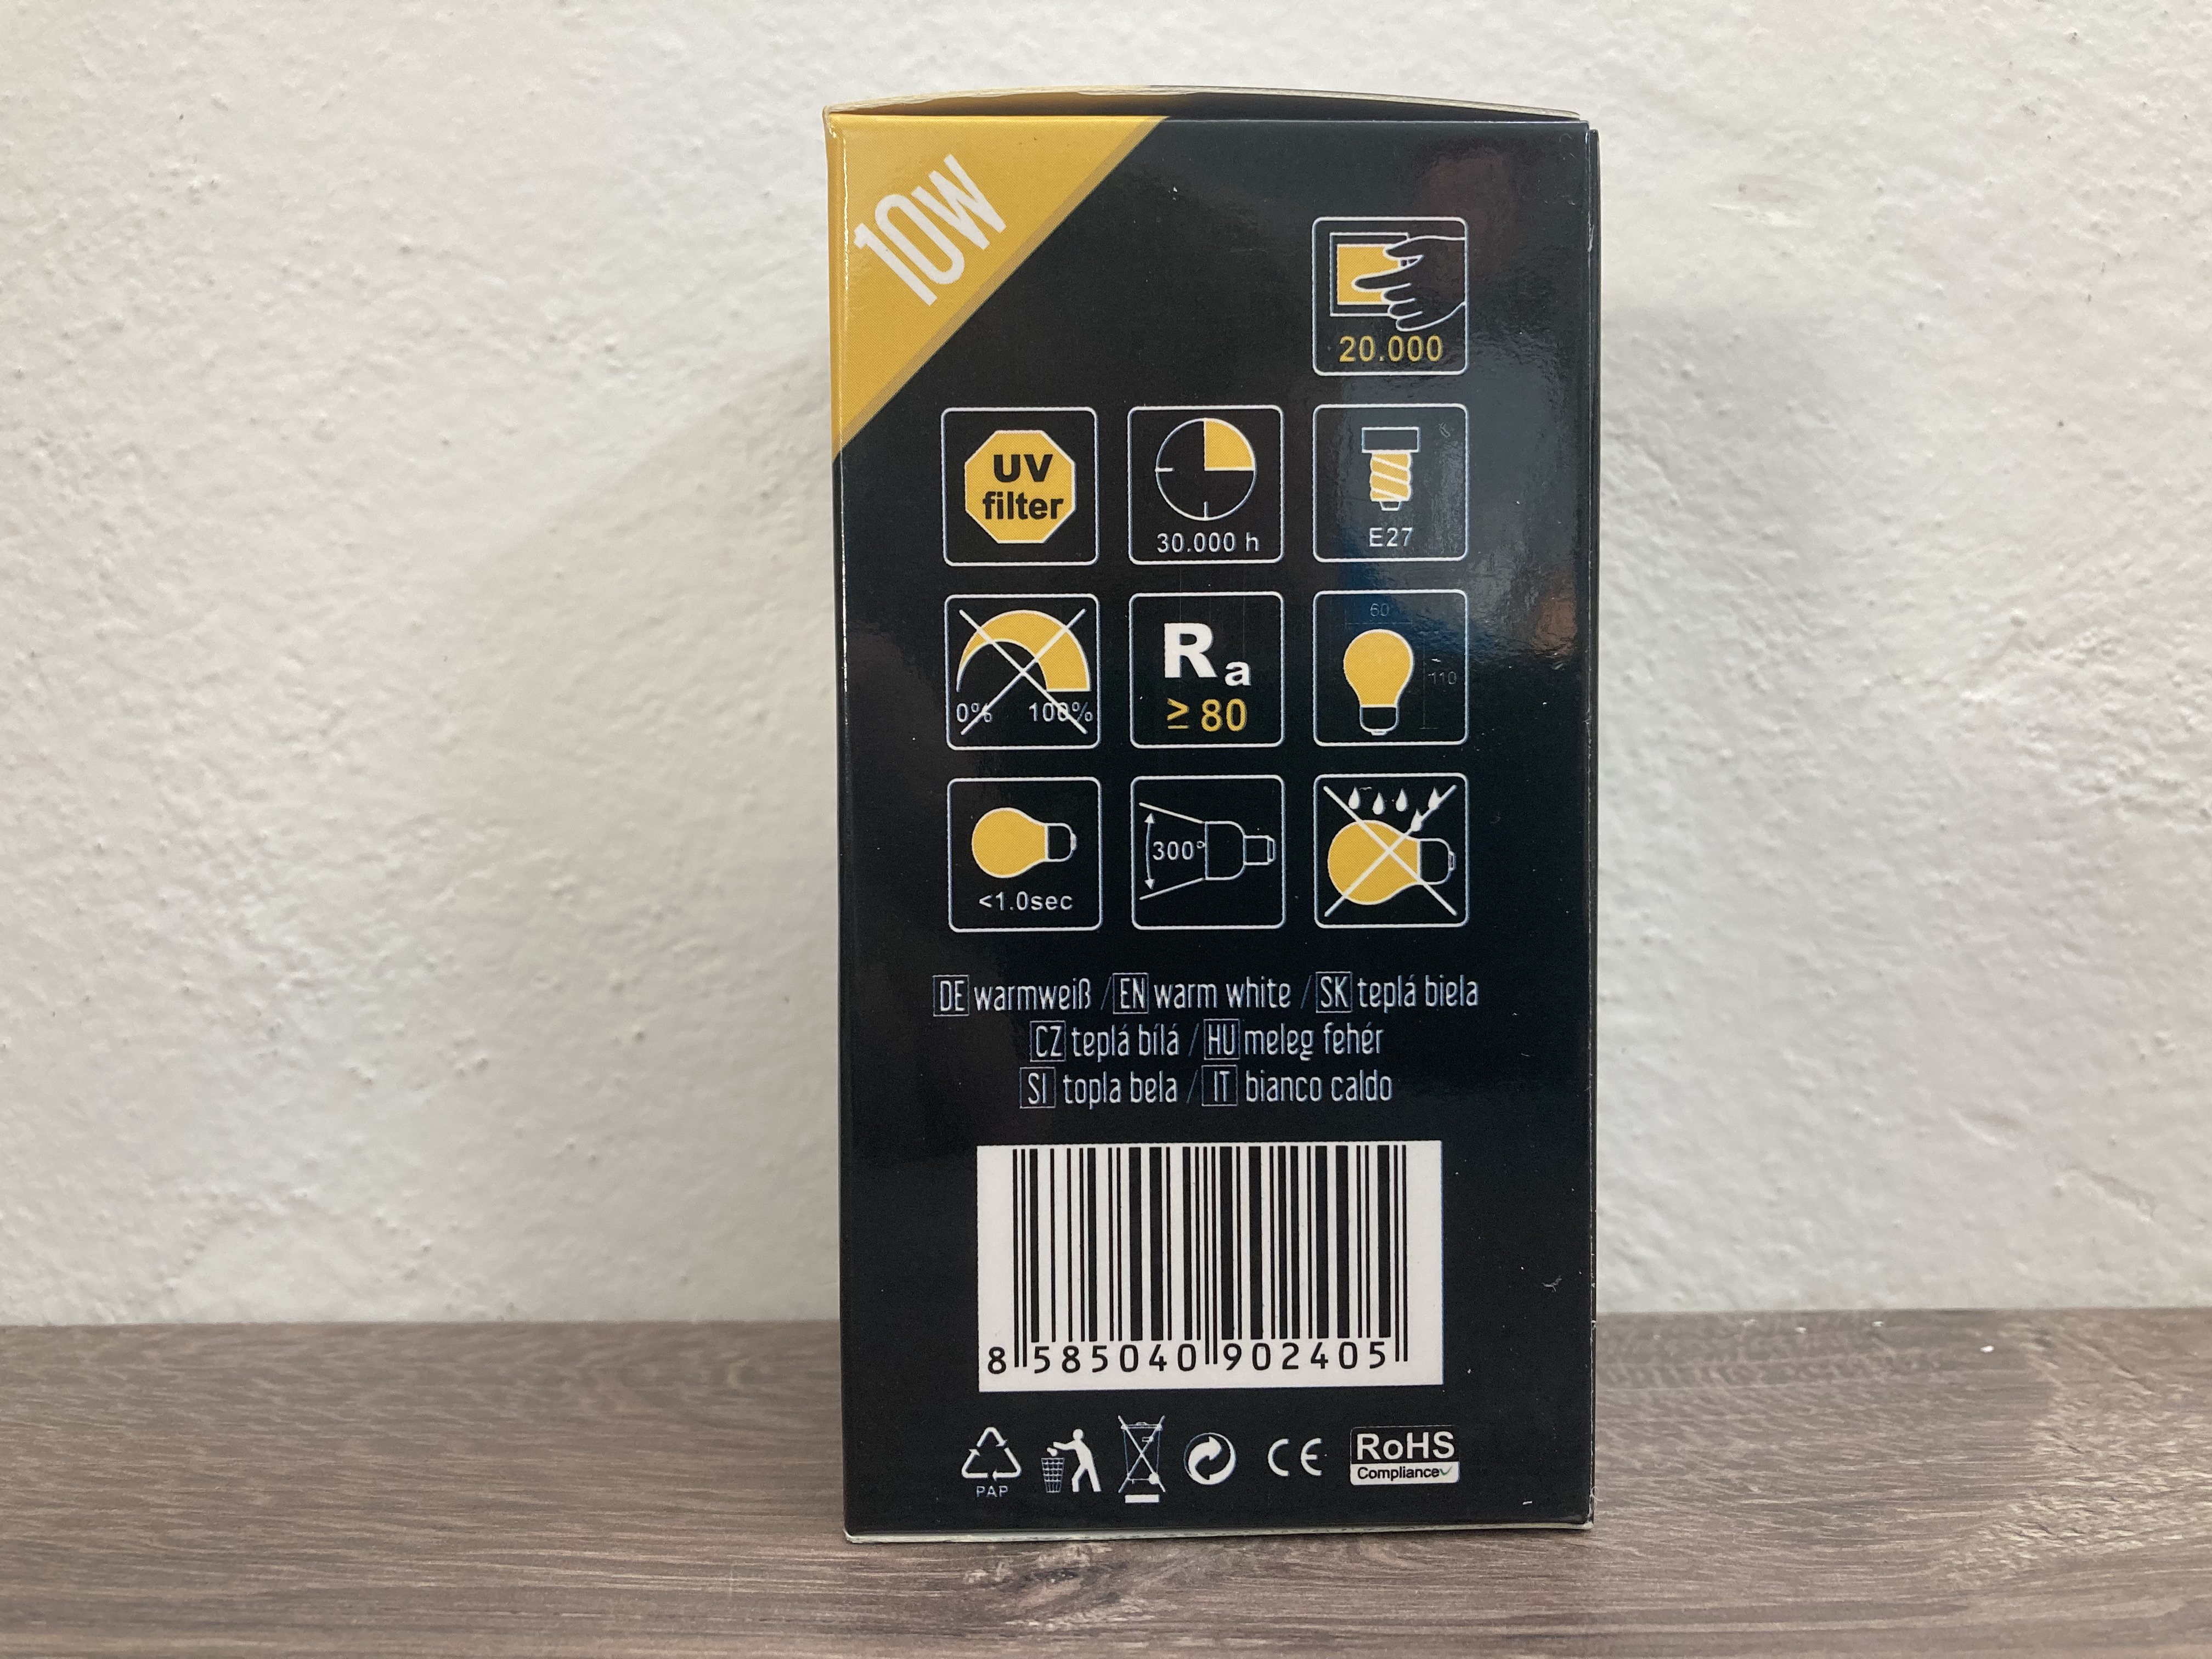 10W
20.000
UV
filter
30.000 h
E27
0% 100%
Ra
≥ 80
60
110
<1.0sec
300°
DE warmweiß / EN warm white / SK teplá biela
CZ teplá bílá / HU meleg fehér
SI topla bela / IT bianco caldo
8 585040 902405
PAP
CE
RoHS
Compliance